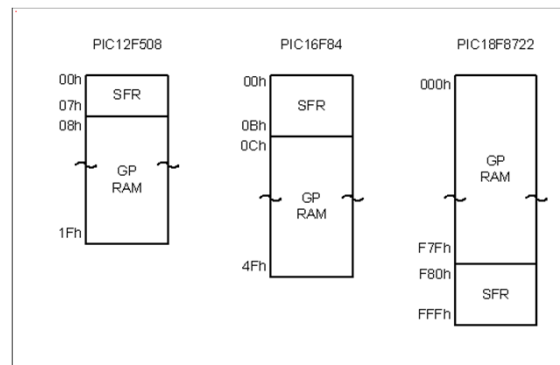 PIC12F508
00h
SFR
07h
08h
GP
RAM
1Fh
PIC16F84
00h
SFR
0Bh
0Ch
GP
RAM
4Fh
PIC18F8722
000h
GP
RAM
F7Fh
F80h
SFR
FFFh